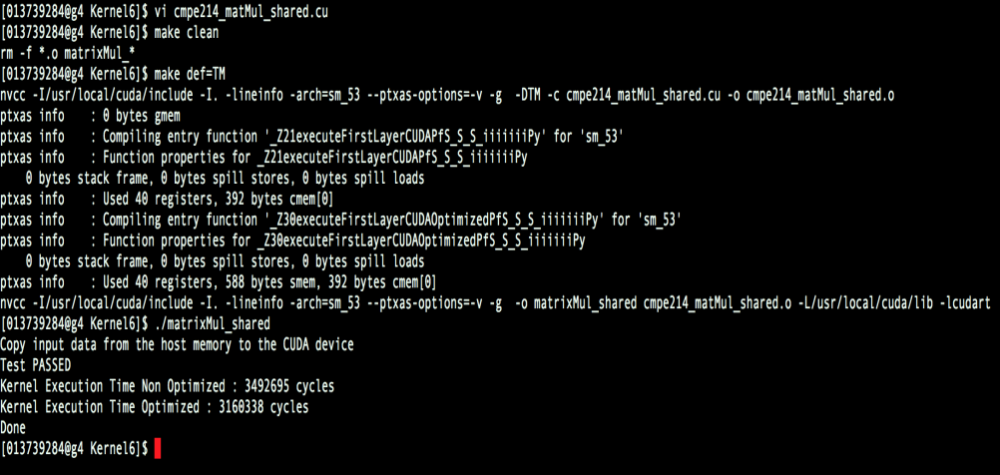 [013739284@g4 Kernel6]$ vi cmpe214_matMul_shared.cu
[013739284@g4 Kernel6]$ make clean
rm -f *.o matrixMul_*
[013739284@g4 Kernel6]$ make def=TM
nvcc -I/usr/local/cuda/include -I. -lineinfo -arch=sm_53 --ptxas-options=-v -g  -DTM -c cmpe214_matMul_shared.cu -o cmpe214_matMul_shared.o
ptxas info    : 0 bytes gmem
ptxas info    : Compiling entry function '_Z21executeFirstLayerCUDAPfS_S_S_iiiiiiiPy' for 'sm_53'
ptxas info    : Function properties for _Z21executeFirstLayerCUDAPfS_S_S_iiiiiiiPy
    0 bytes stack frame, 0 bytes spill stores, 0 bytes spill loads
ptxas info    : Used 40 registers, 392 bytes cmem[0]
ptxas info    : Compiling entry function '_Z30executeFirstLayerCUDAOptimizedPfS_S_S_iiiiiiiPy' for 'sm_53'
ptxas info    : Function properties for _Z30executeFirstLayerCUDAOptimizedPfS_S_S_iiiiiiiPy
    0 bytes stack frame, 0 bytes spill stores, 0 bytes spill loads
ptxas info    : Used 40 registers, 588 bytes smem, 392 bytes cmem[0]
nvcc -I/usr/local/cuda/include -I. -lineinfo -arch=sm_53 --ptxas-options=-v -g  -o matrixMul_shared cmpe214_matMul_shared.o -L/usr/local/cuda/lib -lcudart
[013739284@g4 Kernel6]$ ./matrixMul_shared
Copy input data from the host memory to the CUDA device
Test PASSED
Kernel Execution Time Non Optimized : 3492695 cycles
Kernel Execution Time Optimized : 3160338 cycles
Done
[013739284@g4 Kernel6]$